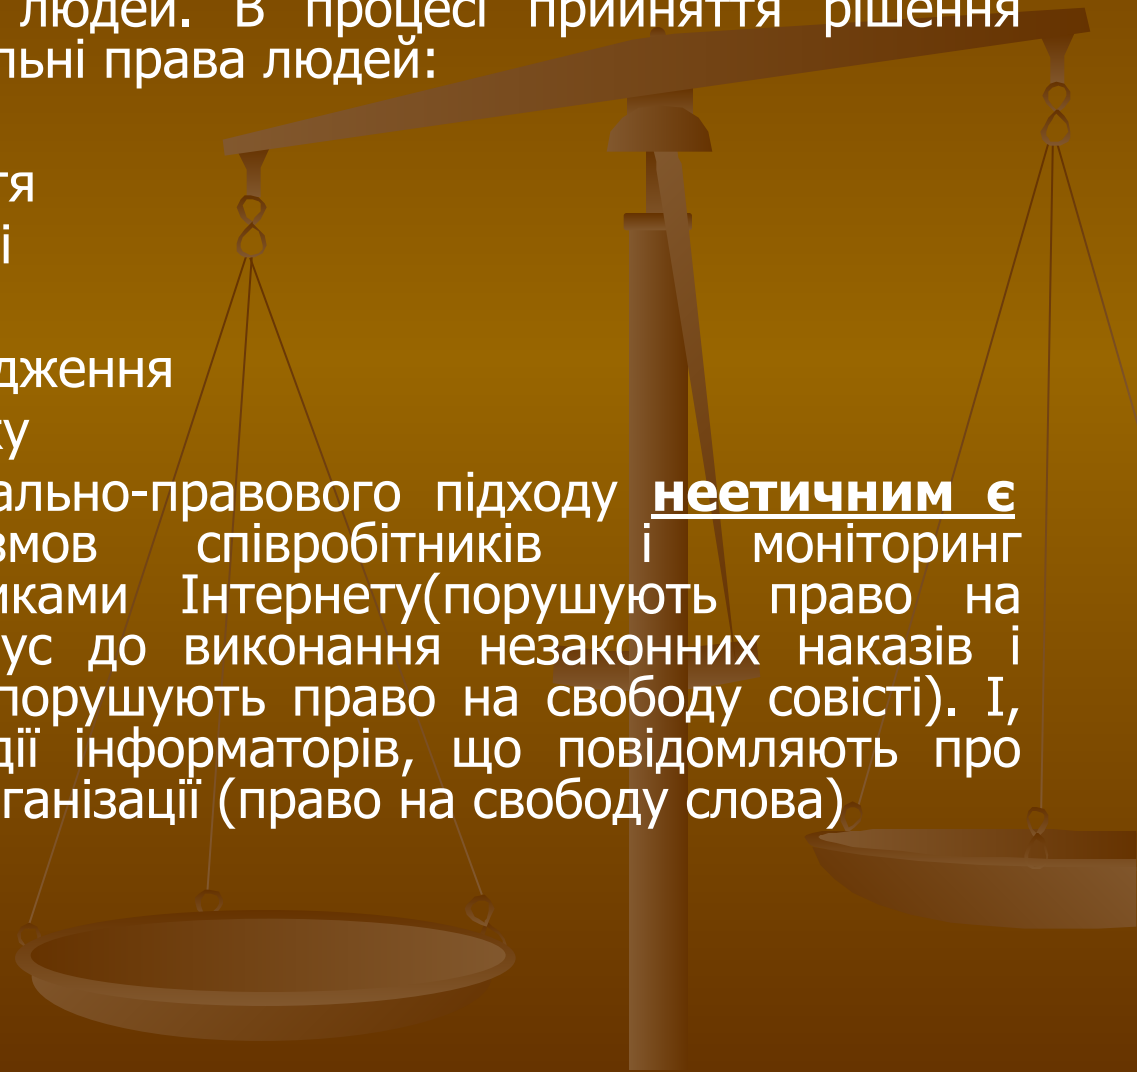 людей. В процесі прийняття рішення
льні права людей:
тя
і
дження
ку
ально-правового підходу неетичним є
змов співробітників і моніторинг
иками Інтернету(порушують право на
ус до виконання незаконних наказів і
порушують право на свободу совісті). І,
дії інформаторів, що повідомляють про
ганізації (право на свободу слова)